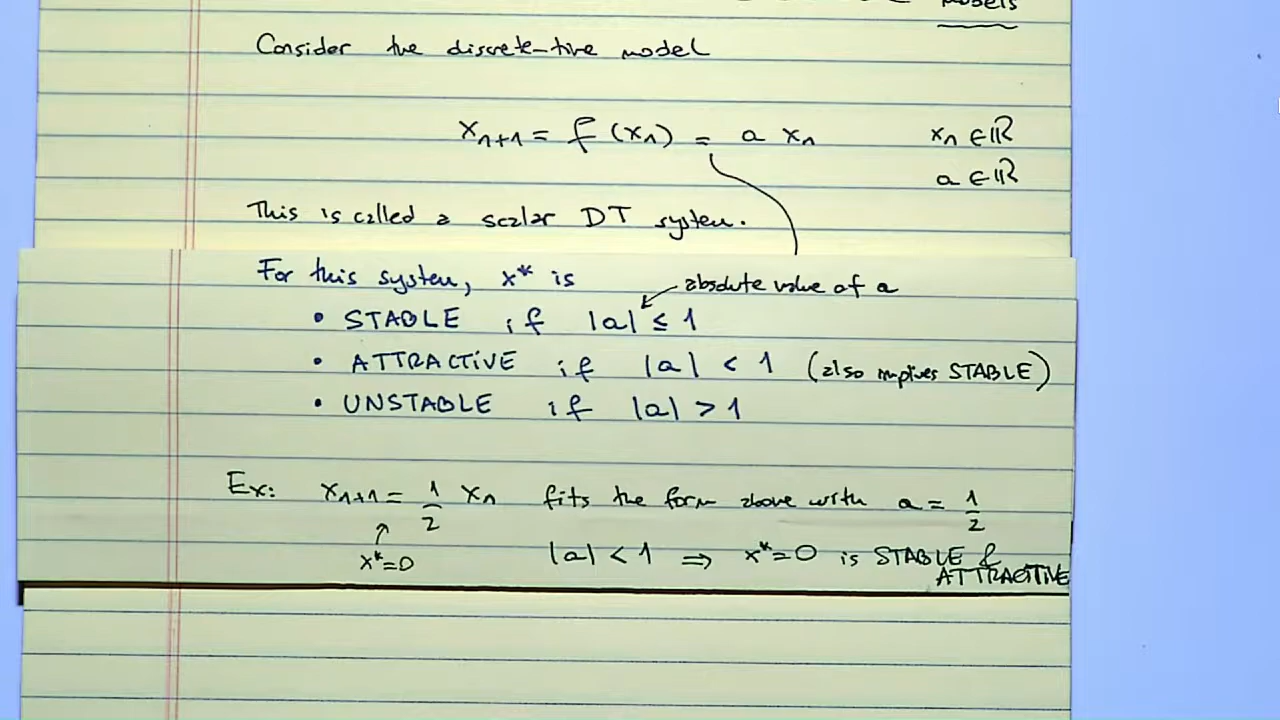 models
Consider the discrete-time model
xₙ₊₁ = f(xₙ) = a xₙ xₙ ∈ ℝ
a ∈ ℝ
This is called a scalar DT system.
For this system, x* is
absolute value of a
• STABLE if |a| ≤ 1
• ATTRACTIVE if |a| < 1 (also implies STABLE)
• UNSTABLE if |a| > 1
Ex: xₙ₊₁ = 1/2 xₙ fits the form above with a = 1/2
x*=0 |a| < 1 ⇒ x*=0 is STABLE &
ATTRACTIVE